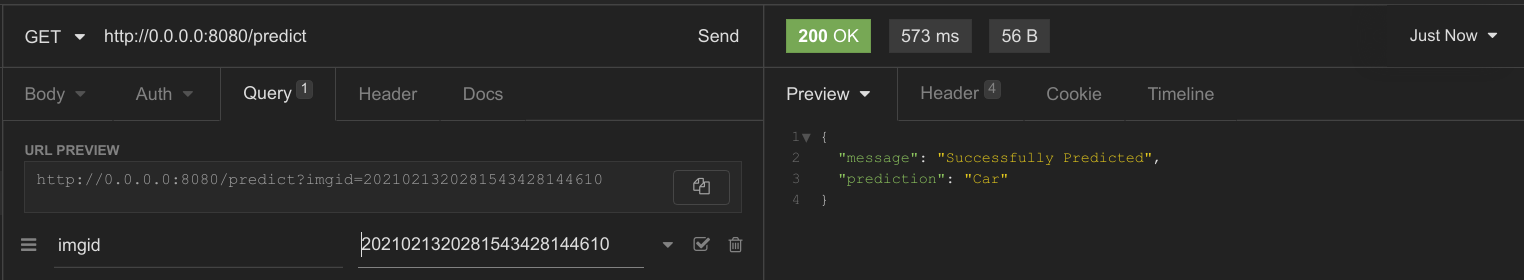 GET http://0.0.0.0:8080/predict Send
200 OK 573 ms 56 B Just Now
Body Auth Query 1 Header Docs
Preview Header 4 Cookie Timeline
URL PREVIEW
http://0.0.0.0:8080/predict?imgid=2021021320281543428144610
imgid 2021021320281543428144610
1 {
2 "message": "Successfully Predicted",
3 "prediction": "Car"
4 }